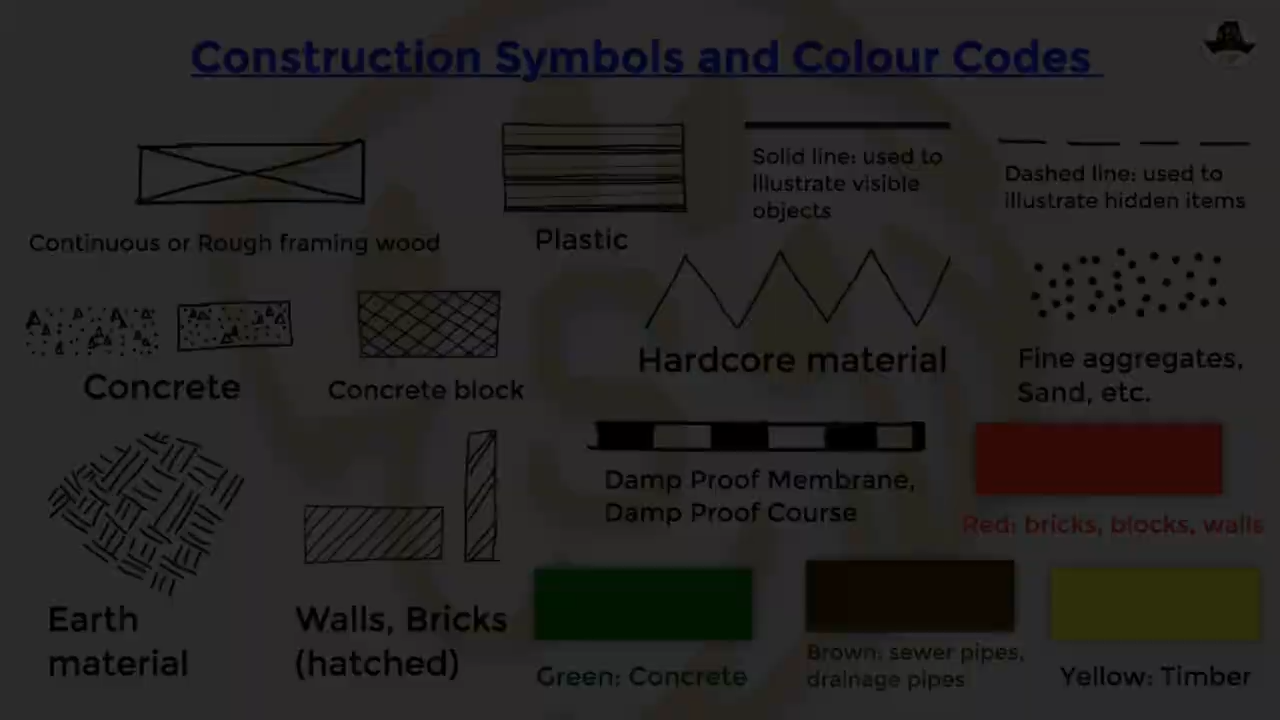 Construction Symbols and Colour Codes
Solid line: used to
illustrate visible
objects
Dashed line: used to
illustrate hidden items
Continuous or Rough framing wood
Plastic
Concrete
Concrete block
Hardcore material
Fine aggregates,
Sand, etc.
Damp Proof Membrane,
Damp Proof Course
Red: bricks, blocks, walls
Earth
material
Walls, Bricks
(hatched)
Green: Concrete
Brown: sewer pipes,
drainage pipes
Yellow: Timber